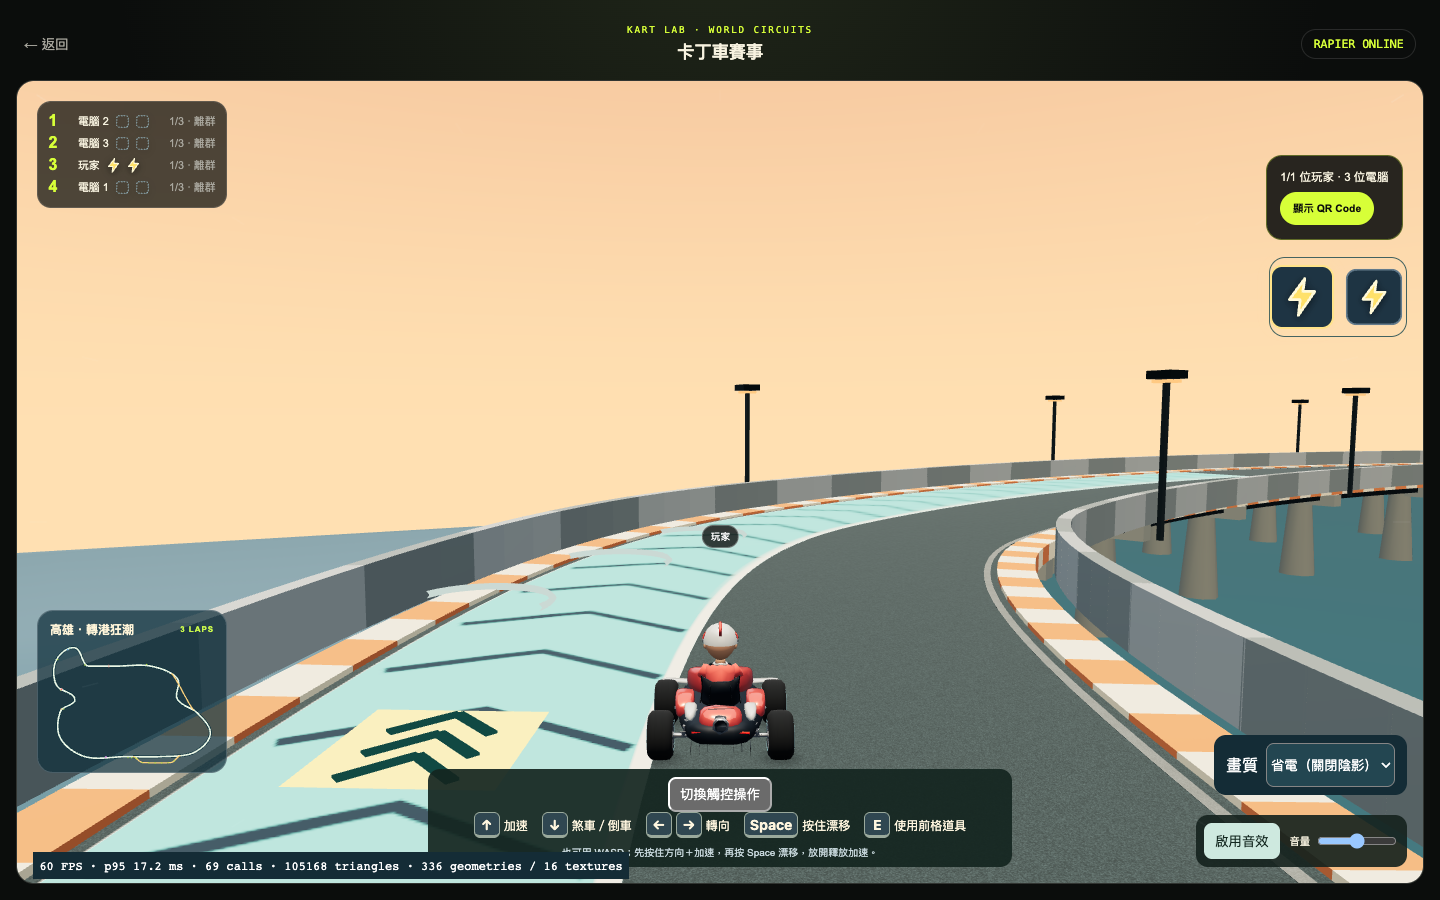 ← 返回
KART LAB · WORLD CIRCUITS
卡丁車賽事
RAPIER ONLINE
1 電腦 2 1/3 · 離群
2 電腦 3 1/3 · 離群
3 玩家 1/3 · 離群
4 電腦 1 1/3 · 離群
1/1 位玩家 · 3 位電腦
顯示 QR Code
玩家
高雄 · 轉港狂潮 3 LAPS
畫質 省電（關閉陰影）
切換觸控操作
↑ 加速 ↓ 煞車 / 倒車 ← → 轉向 Space 按住漂移 E 使用前格道具
也可用 WASD；先按住方向＋加速，再按 Space 漂移，放開釋放加速。
啟用音效 音量
60 FPS · p95 17.2 ms · 69 calls · 105168 triangles · 336 geometries / 16 textures